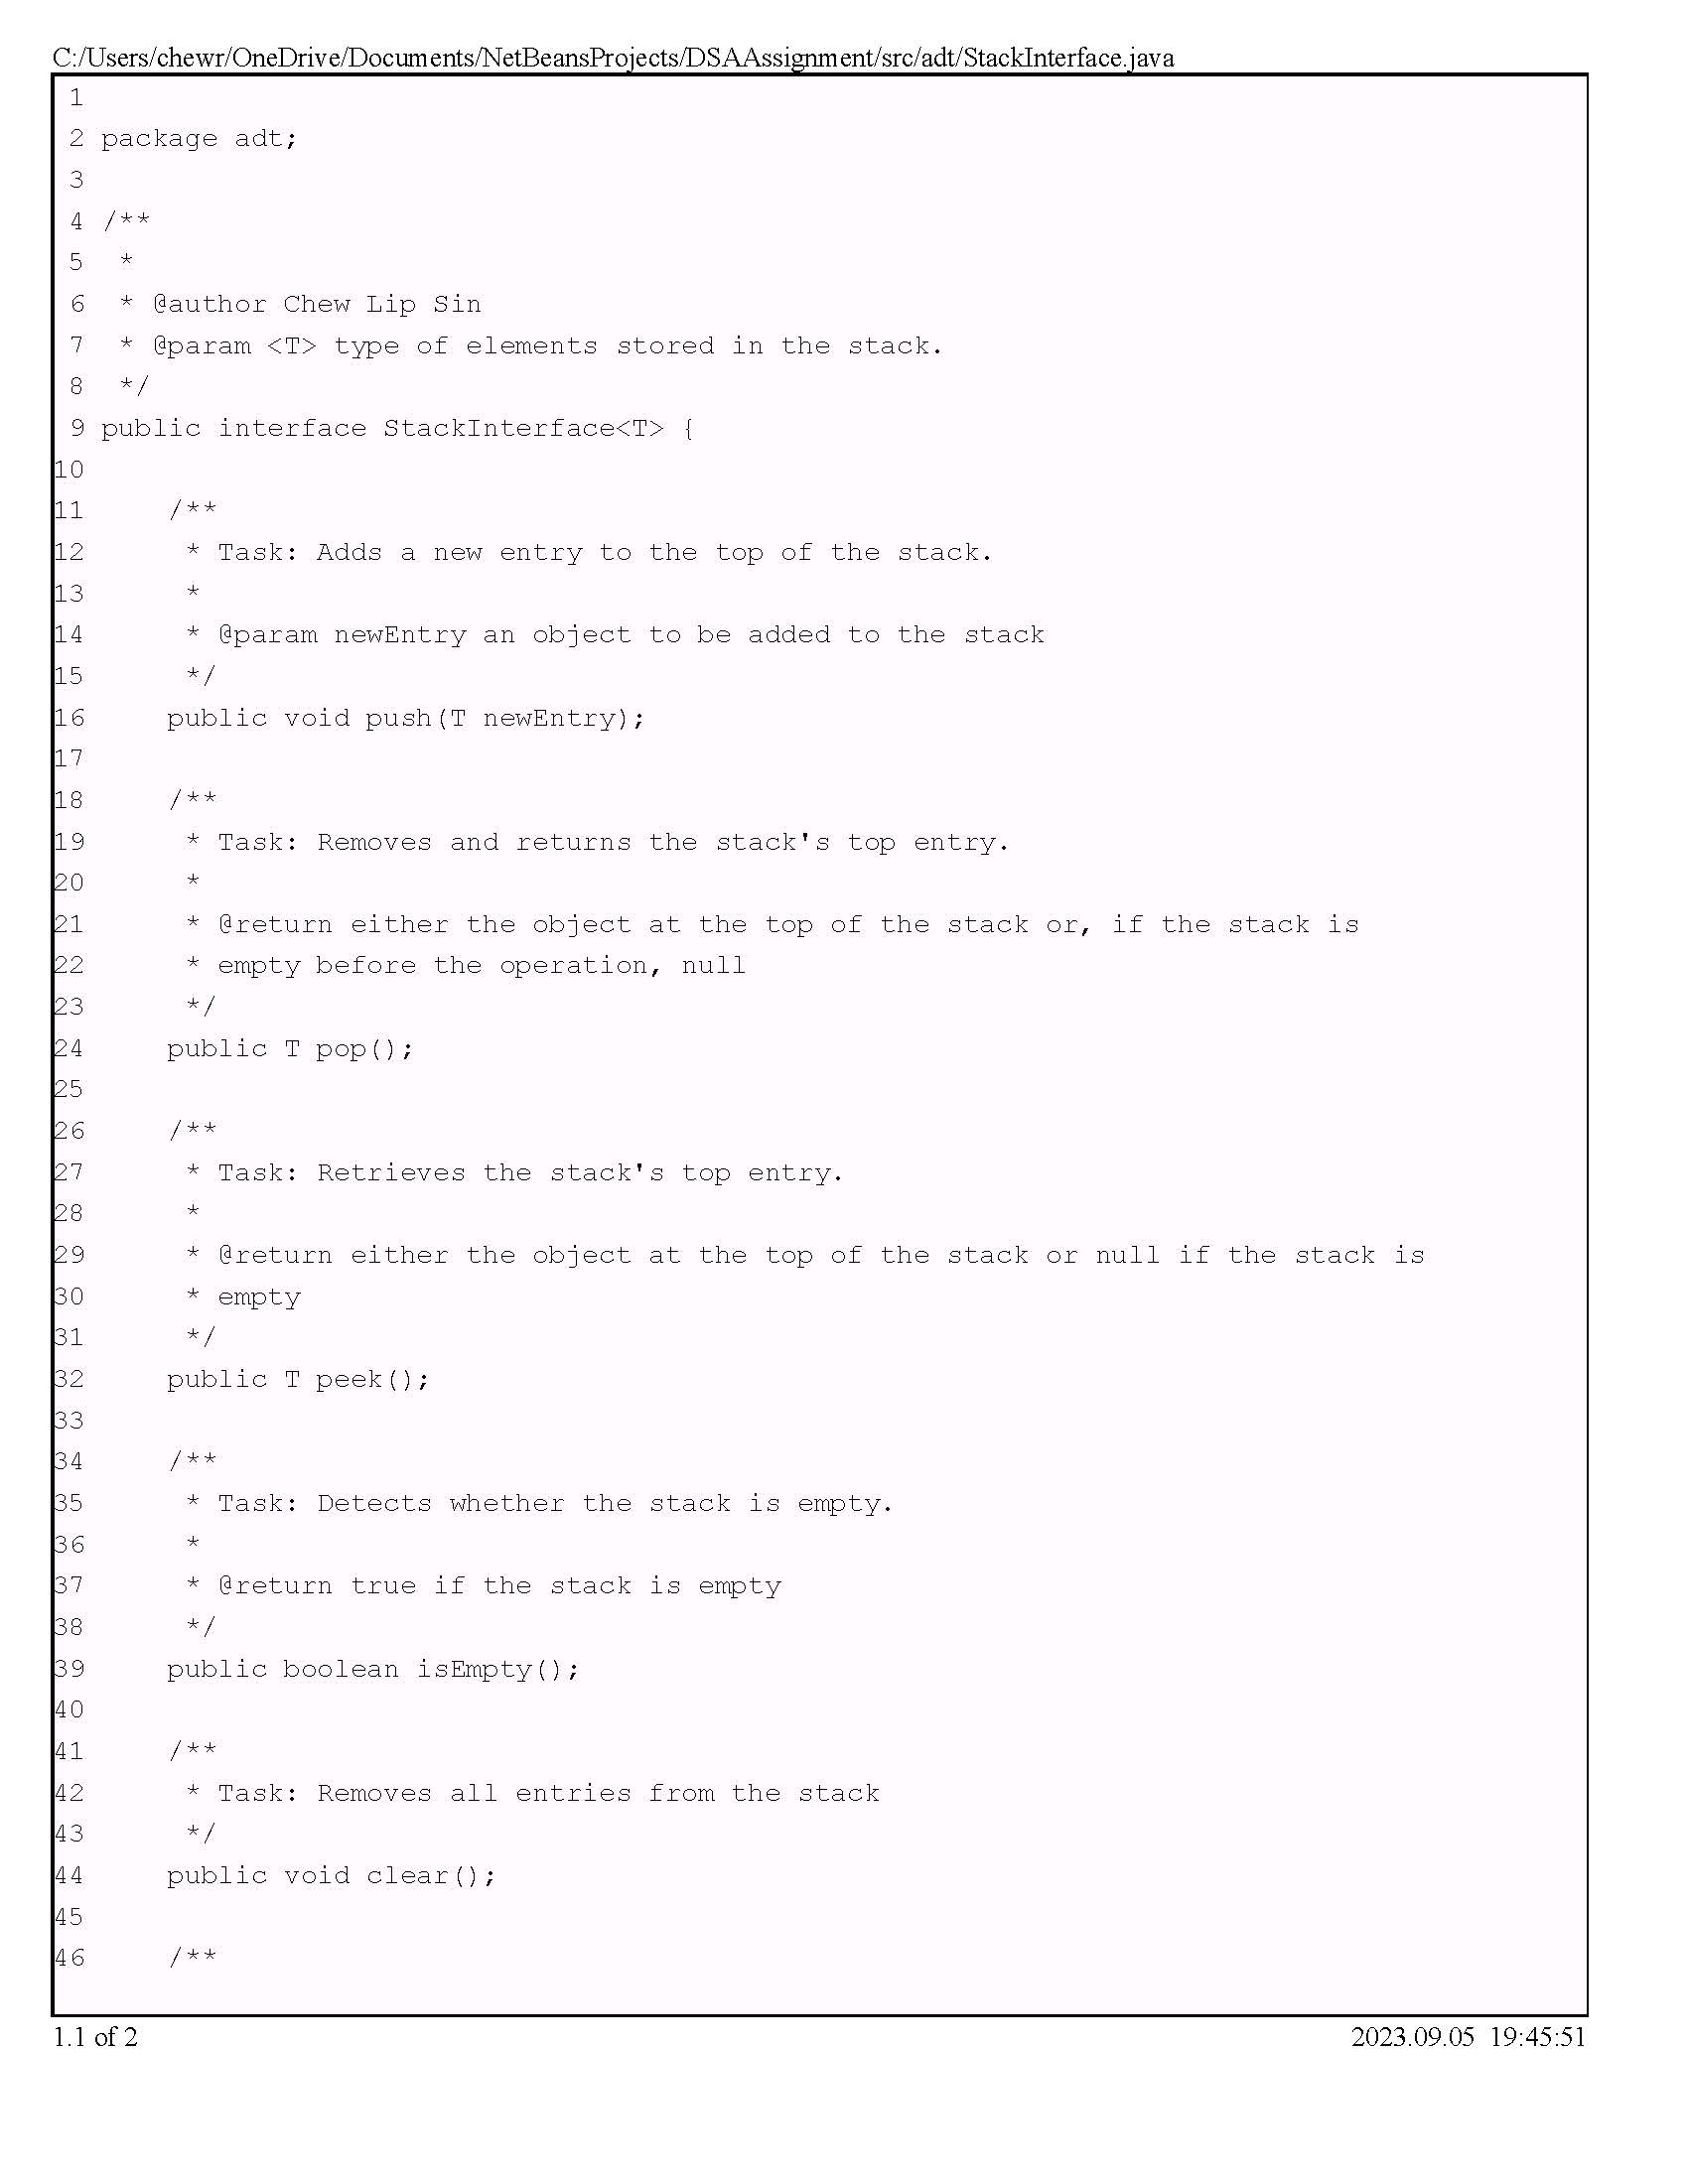 C:/Users/chewr/OneDrive/Documents/NetBeansProjects/DSAAssignment/src/adt/StackInterface.java
1
2 package adt;
3
4 /**
5  *
6  * @author Chew Lip Sin
7  * @param <T> type of elements stored in the stack.
8  */
9 public interface StackInterface<T> {
10
11     /**
12      * Task: Adds a new entry to the top of the stack.
13      *
14      * @param newEntry an object to be added to the stack
15      */
16     public void push(T newEntry);
17
18     /**
19      * Task: Removes and returns the stack's top entry.
20      *
21      * @return either the object at the top of the stack or, if the stack is
22      * empty before the operation, null
23      */
24     public T pop();
25
26     /**
27      * Task: Retrieves the stack's top entry.
28      *
29      * @return either the object at the top of the stack or null if the stack is
30      * empty
31      */
32     public T peek();
33
34     /**
35      * Task: Detects whether the stack is empty.
36      *
37      * @return true if the stack is empty
38      */
39     public boolean isEmpty();
40
41     /**
42      * Task: Removes all entries from the stack
43      */
44     public void clear();
45
46     /**
1.1 of 2 2023.09.05 19:45:51